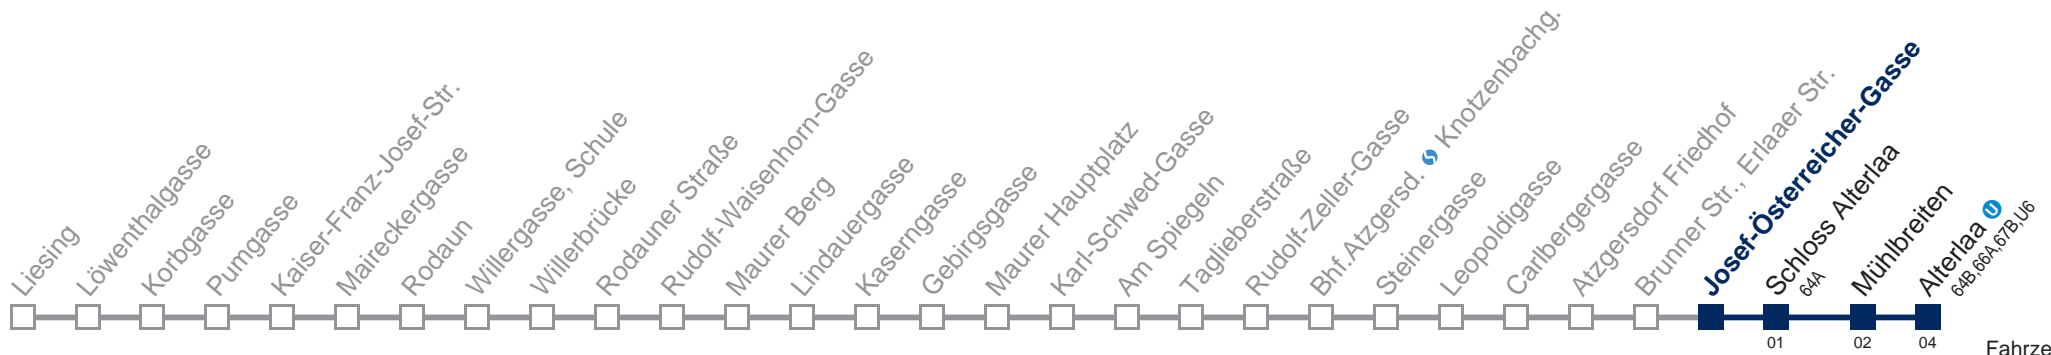 Liesing
Löwenthalgasse
Korbgasse
Pumgasse
Kaiser-Franz-Josef-Str.
Maireckergasse
Rodaun
Willergasse, Schule
Willerbrücke
Rodauner Straße
Rudolf-Waisenhorn-Gasse
Maurer Berg
Lindauergasse
Kaserngasse
Gebirgsgasse
Maurer Hauptplatz
Karl-Schwed-Gasse
Am Spiegeln
Taglieberstraße
Rudolf-Zeller-Gasse
Bhf.Atzgersd. S Knotzenbachg.
Steinergasse
Leopoldigasse
Carlbergergasse
Atzgersdorf Friedhof
Brunner Str., Erlaaer Str.
Josef-Österreicher-Gasse
Schloss Alterlaa
64A
Mühlbreiten
Alterlaa U
64B,66A,67B,U6
01
02
04
Fahrze